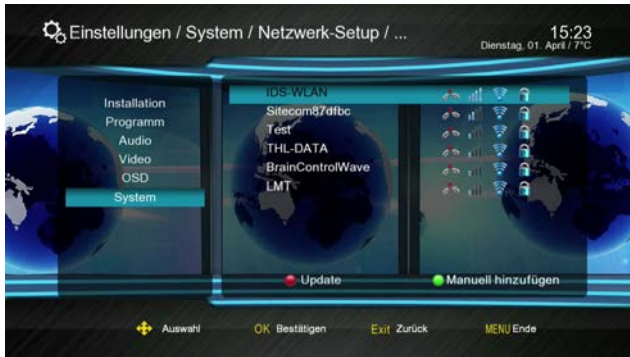 Einstellungen / System / Netzwerk-Setup / ...
15:23
Dienstag, 01. April / 7°C
Installation
Programm
Audio
Video
OSD
System
IDS-WLAN
Sitecom87dfbc
Test
THL-DATA
BrainControlWave
LMT
Update
Manuell hinzufügen
Auswahl
OK Bestätigen
Exit Zurück
MENU Ende